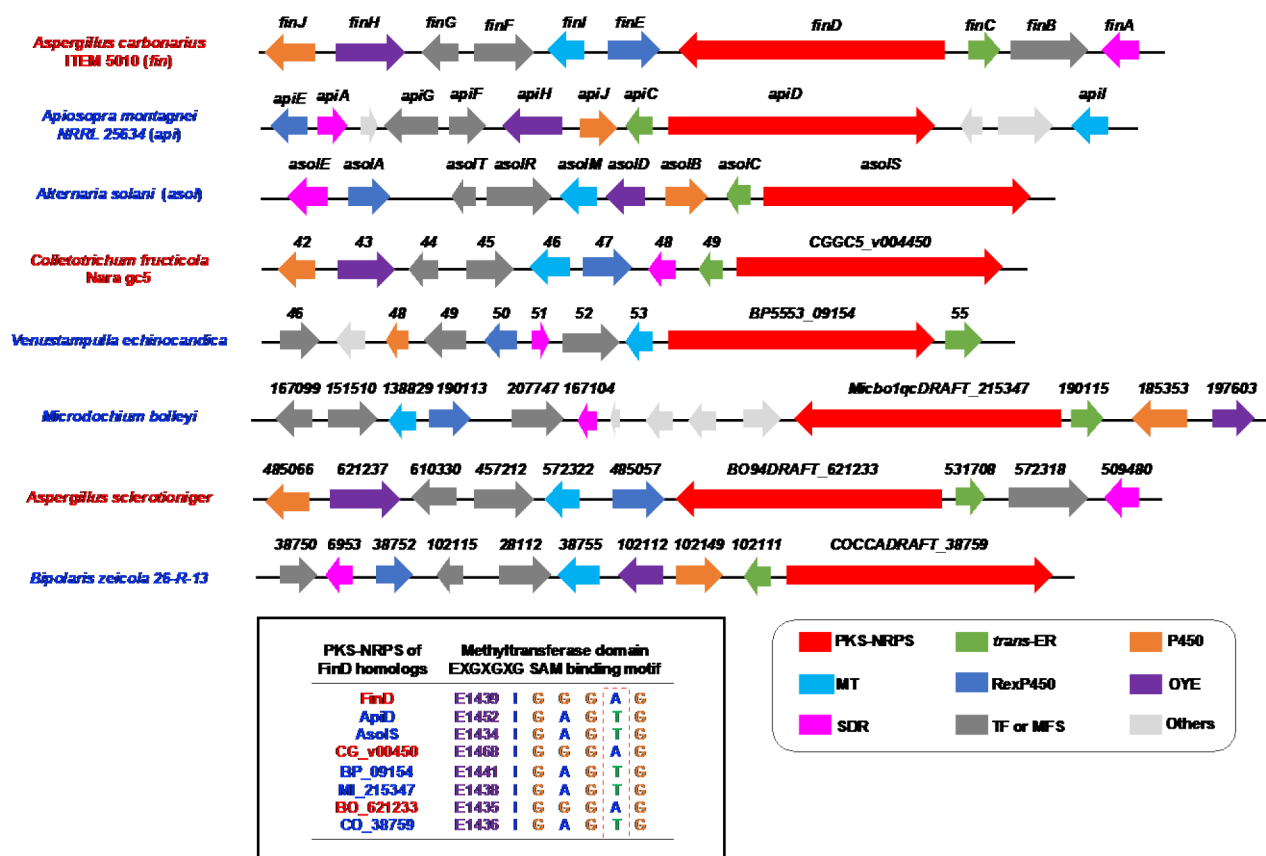 finJ finH finG finF finI finE finD finC finB finA
Aspergillus carbonarius
ITEM 5010 (fin)
apiE apiA apiG apiF apiH apiJ apiC apiD apiI
Apiosopra montagnei
NRRL 25634 (api)
asolE asolA asolT asolR asolM asolD asolB asolC asolS
Alternaria solani (asol)
42 43 44 45 46 47 48 49 CGGC5_v004450
Colletotrichum fructicola
Nara gc5
46 48 49 50 51 52 53 BP5553_09154 55
Venustampulla echinocandica
167099 151510 138829 190113 207747 167104 Micbo1qcDRAFT_215347 190115 185353 197603
Microdochium bolleyi
485066 621237 610330 457212 572322 485057 BO94DRAFT_621233 531708 572318 509480
Aspergillus sclerotioniger
38750 6953 38752 102115 28112 38755 102112 102149 102111 COCCADRAFT_38759
Bipolaris zeicola 26-R-13
PKS-NRPS of Methyltransferase domain
FinD homologs EXGXGXG SAM binding motif
FinD E1439 I G G G A G
ApiD E1452 I G A G T G
AsolS E1434 I G A G T G
CG_v00450 E1468 I G G G A G
BP_09154 E1441 I G A G T G
MI_215347 E1438 I G A G T G
BO_621233 E1435 I G G G A G
CO_38759 E1436 I G A G T G
PKS-NRPS trans-ER P450
MT RexP450 OYE
SDR TF or MFS Others